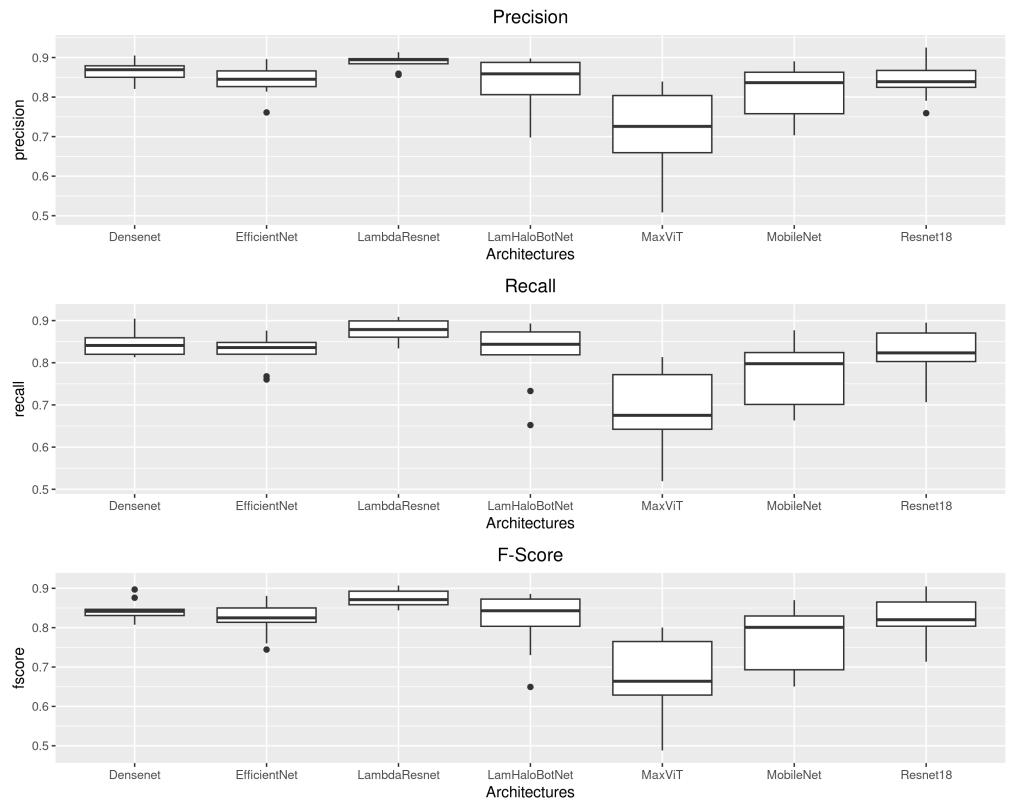 Precision
precision
0.9
0.8
0.7
0.6
0.5
Densenet EfficientNet LambdaResnet LamHaloBotNet MaxViT MobileNet Resnet18
Architectures
Recall
recall
0.9
0.8
0.7
0.6
0.5
Densenet EfficientNet LambdaResnet LamHaloBotNet MaxViT MobileNet Resnet18
Architectures
F-Score
fscore
0.9
0.8
0.7
0.6
0.5
Densenet EfficientNet LambdaResnet LamHaloBotNet MaxViT MobileNet Resnet18
Architectures